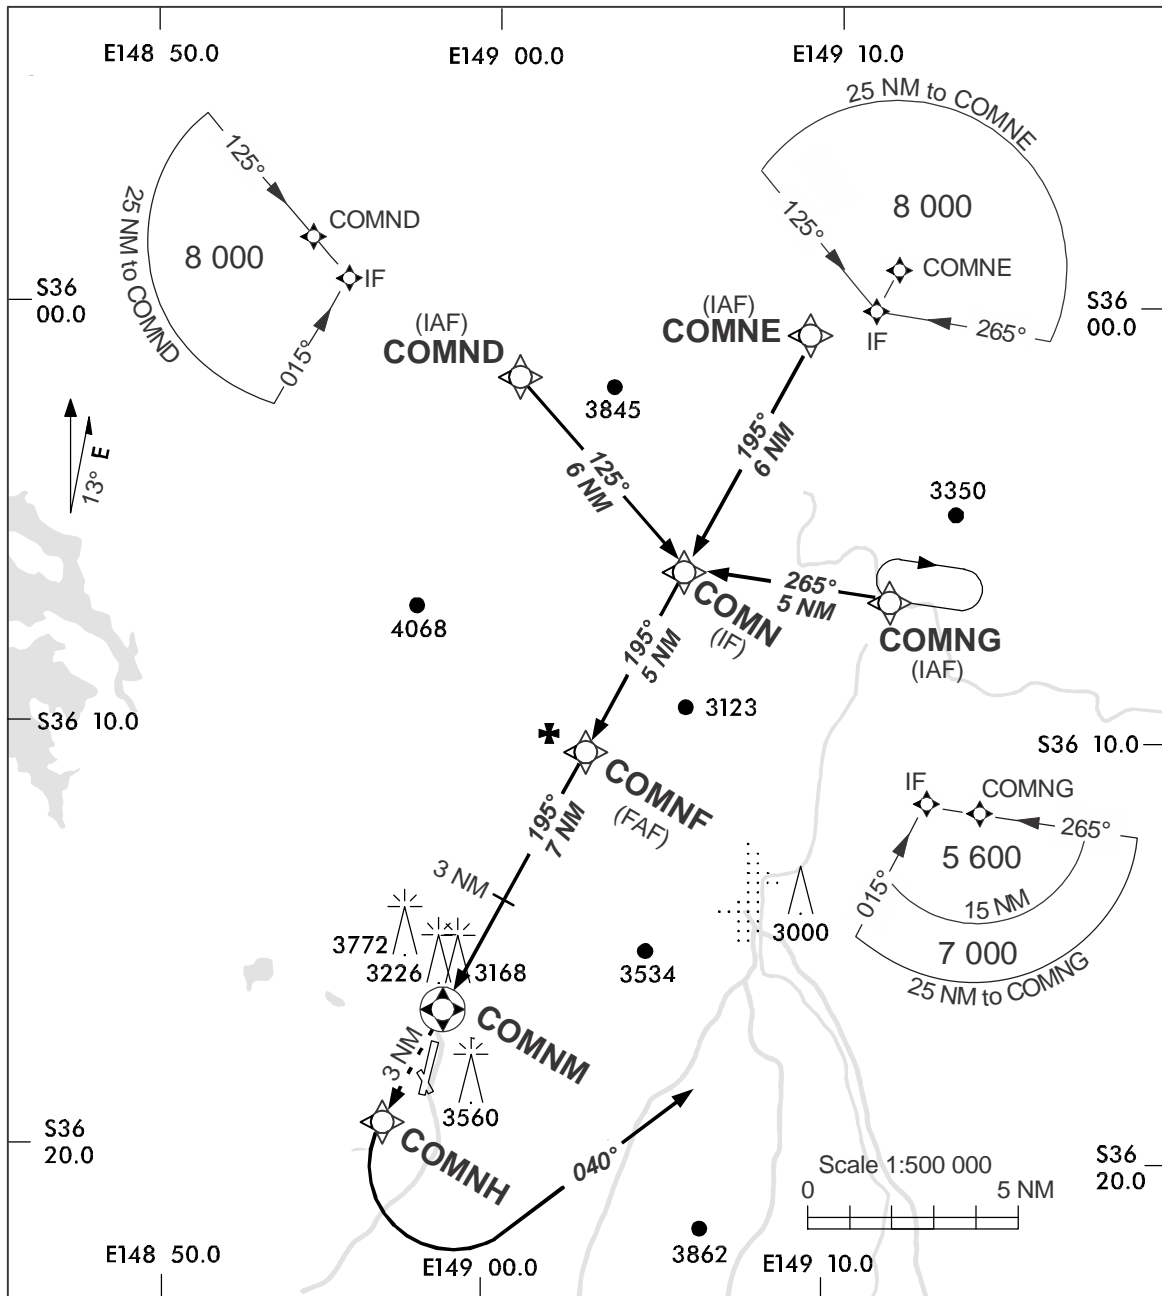 E148 50.0
E149 00.0
E149 10.0
25 NM to COMNE
125°
COMND
8 000
IF
25 NM to COMND
015°
8 000
125°
COMNE
IF
265°
S36
00.0
S36
00.0
(IAF)
COMND
(IAF)
COMNE
3845
13° E
125°
6 NM
195°
6 NM
3350
265°
5 NM
COMN
(IF)
COMNG
(IAF)
4068
195°
5 NM
3123
S36 10.0
S36 10.0
COMNF
(FAF)
195°
7 NM
IF
COMNG
265°
5 600
015°
15 NM
7 000
25 NM to COMNG
3 NM
3772
3226
3168
3534
3000
COMNM
3 NM
3560
COMNH
040°
S36
20.0
S36
20.0
Scale 1:500 000
0
5 NM
3862
E148 50.0
E149 00.0
E149 10.0